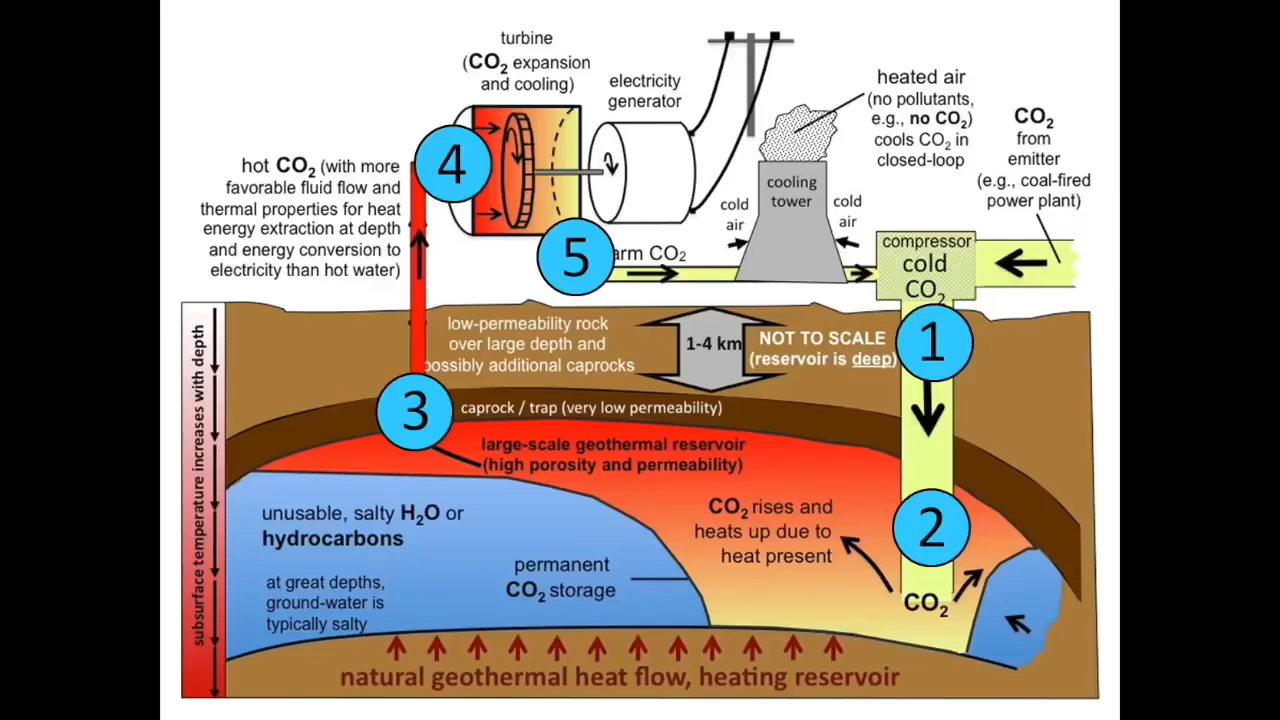 turbine
(CO₂ expansion
and cooling)
electricity
generator
heated air
(no pollutants,
e.g., no CO₂)
cools CO₂ in
closed-loop
CO₂
from
emitter
(e.g., coal-fired
power plant)
hot CO₂ (with more
favorable fluid flow and
thermal properties for heat
energy extraction at depth
and energy conversion to
electricity than hot water)
4
cooling
tower
cold
air
cold
air
5
arm CO₂
compressor
cold
CO₂
1
subsurface temperature increases with depth
low-permeability rock
over large depth and
possibly additional caprocks
1-4 km
NOT TO SCALE
(reservoir is deep)
3
caprock / trap (very low permeability)
large-scale geothermal reservoir
(high porosity and permeability)
unusable, salty H₂O or
hydrocarbons
at great depths,
ground-water is
typically salty
permanent
CO₂ storage
CO₂ rises and
heats up due to
heat present
2
CO₂
natural geothermal heat flow, heating reservoir